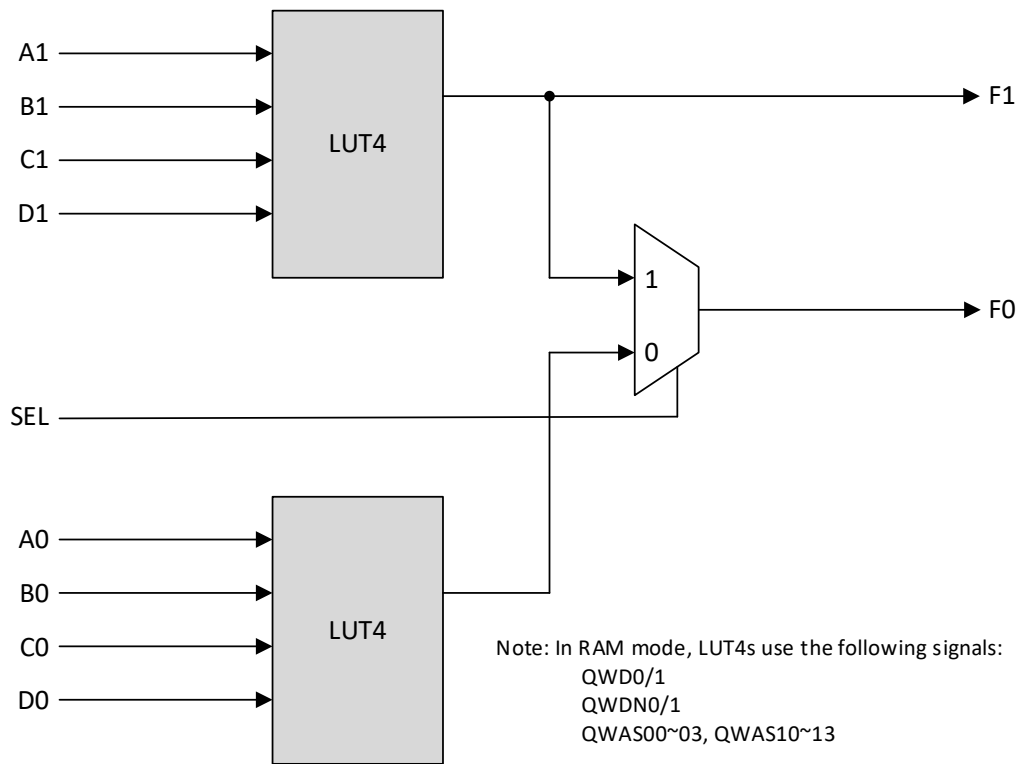 A1
B1
C1
D1
LUT4
F1
1
0
F0
SEL
A0
B0
C0
D0
LUT4
Note: In RAM mode, LUT4s use the following signals:
QWD0/1
QWDN0/1
QWAS00~03, QWAS10~13